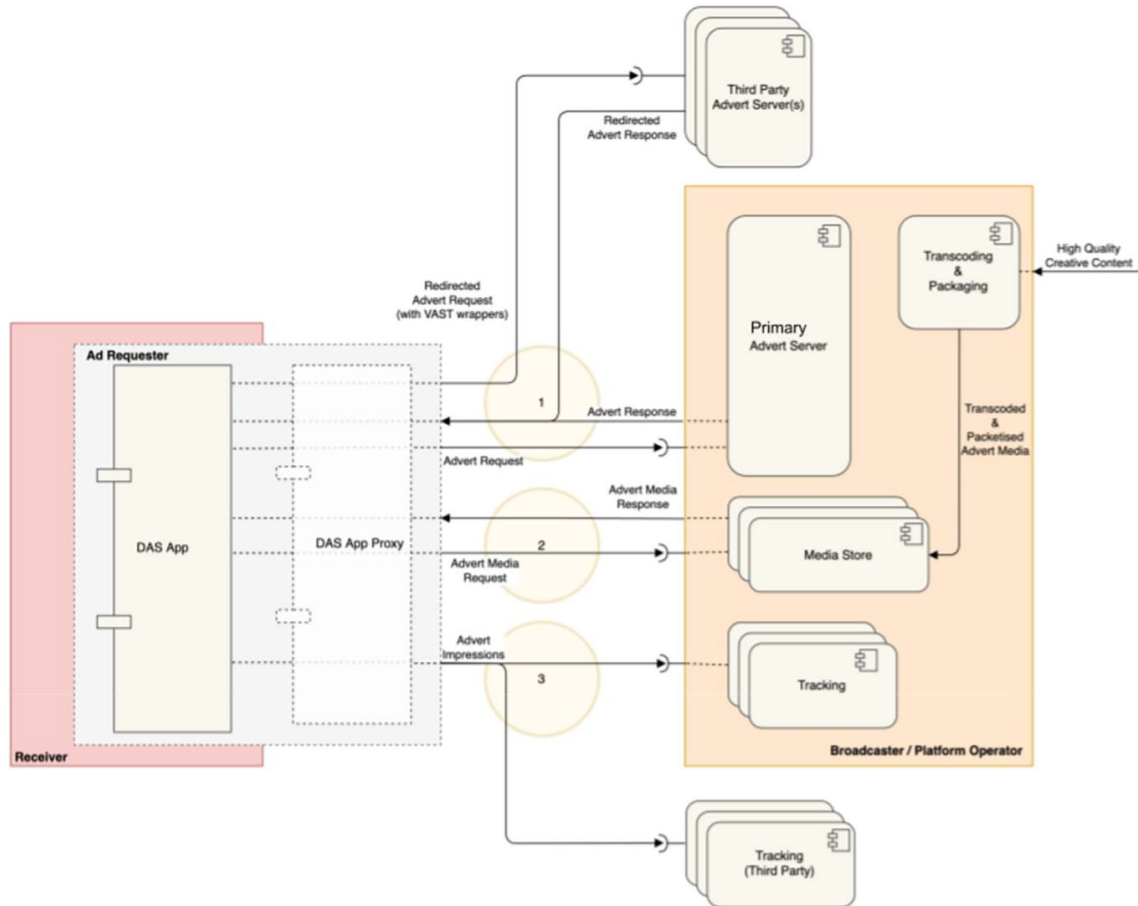 Third Party
Advert Server(s)
Redirected
Advert Response
High Quality
Creative Content
Transcoding
&
Packaging
Redirected
Advert Request
(with VAST wrappers)
Primary
Advert Server
Ad Requester
1
Advert Response
Transcoded
&
Packetised
Advert Media
Advert Request
Advert Media
Response
DAS App
DAS App Proxy
2
Media Store
Advert Media
Request
Advert
Impressions
3
Tracking
Receiver
Broadcaster / Platform Operator
Tracking
(Third Party)